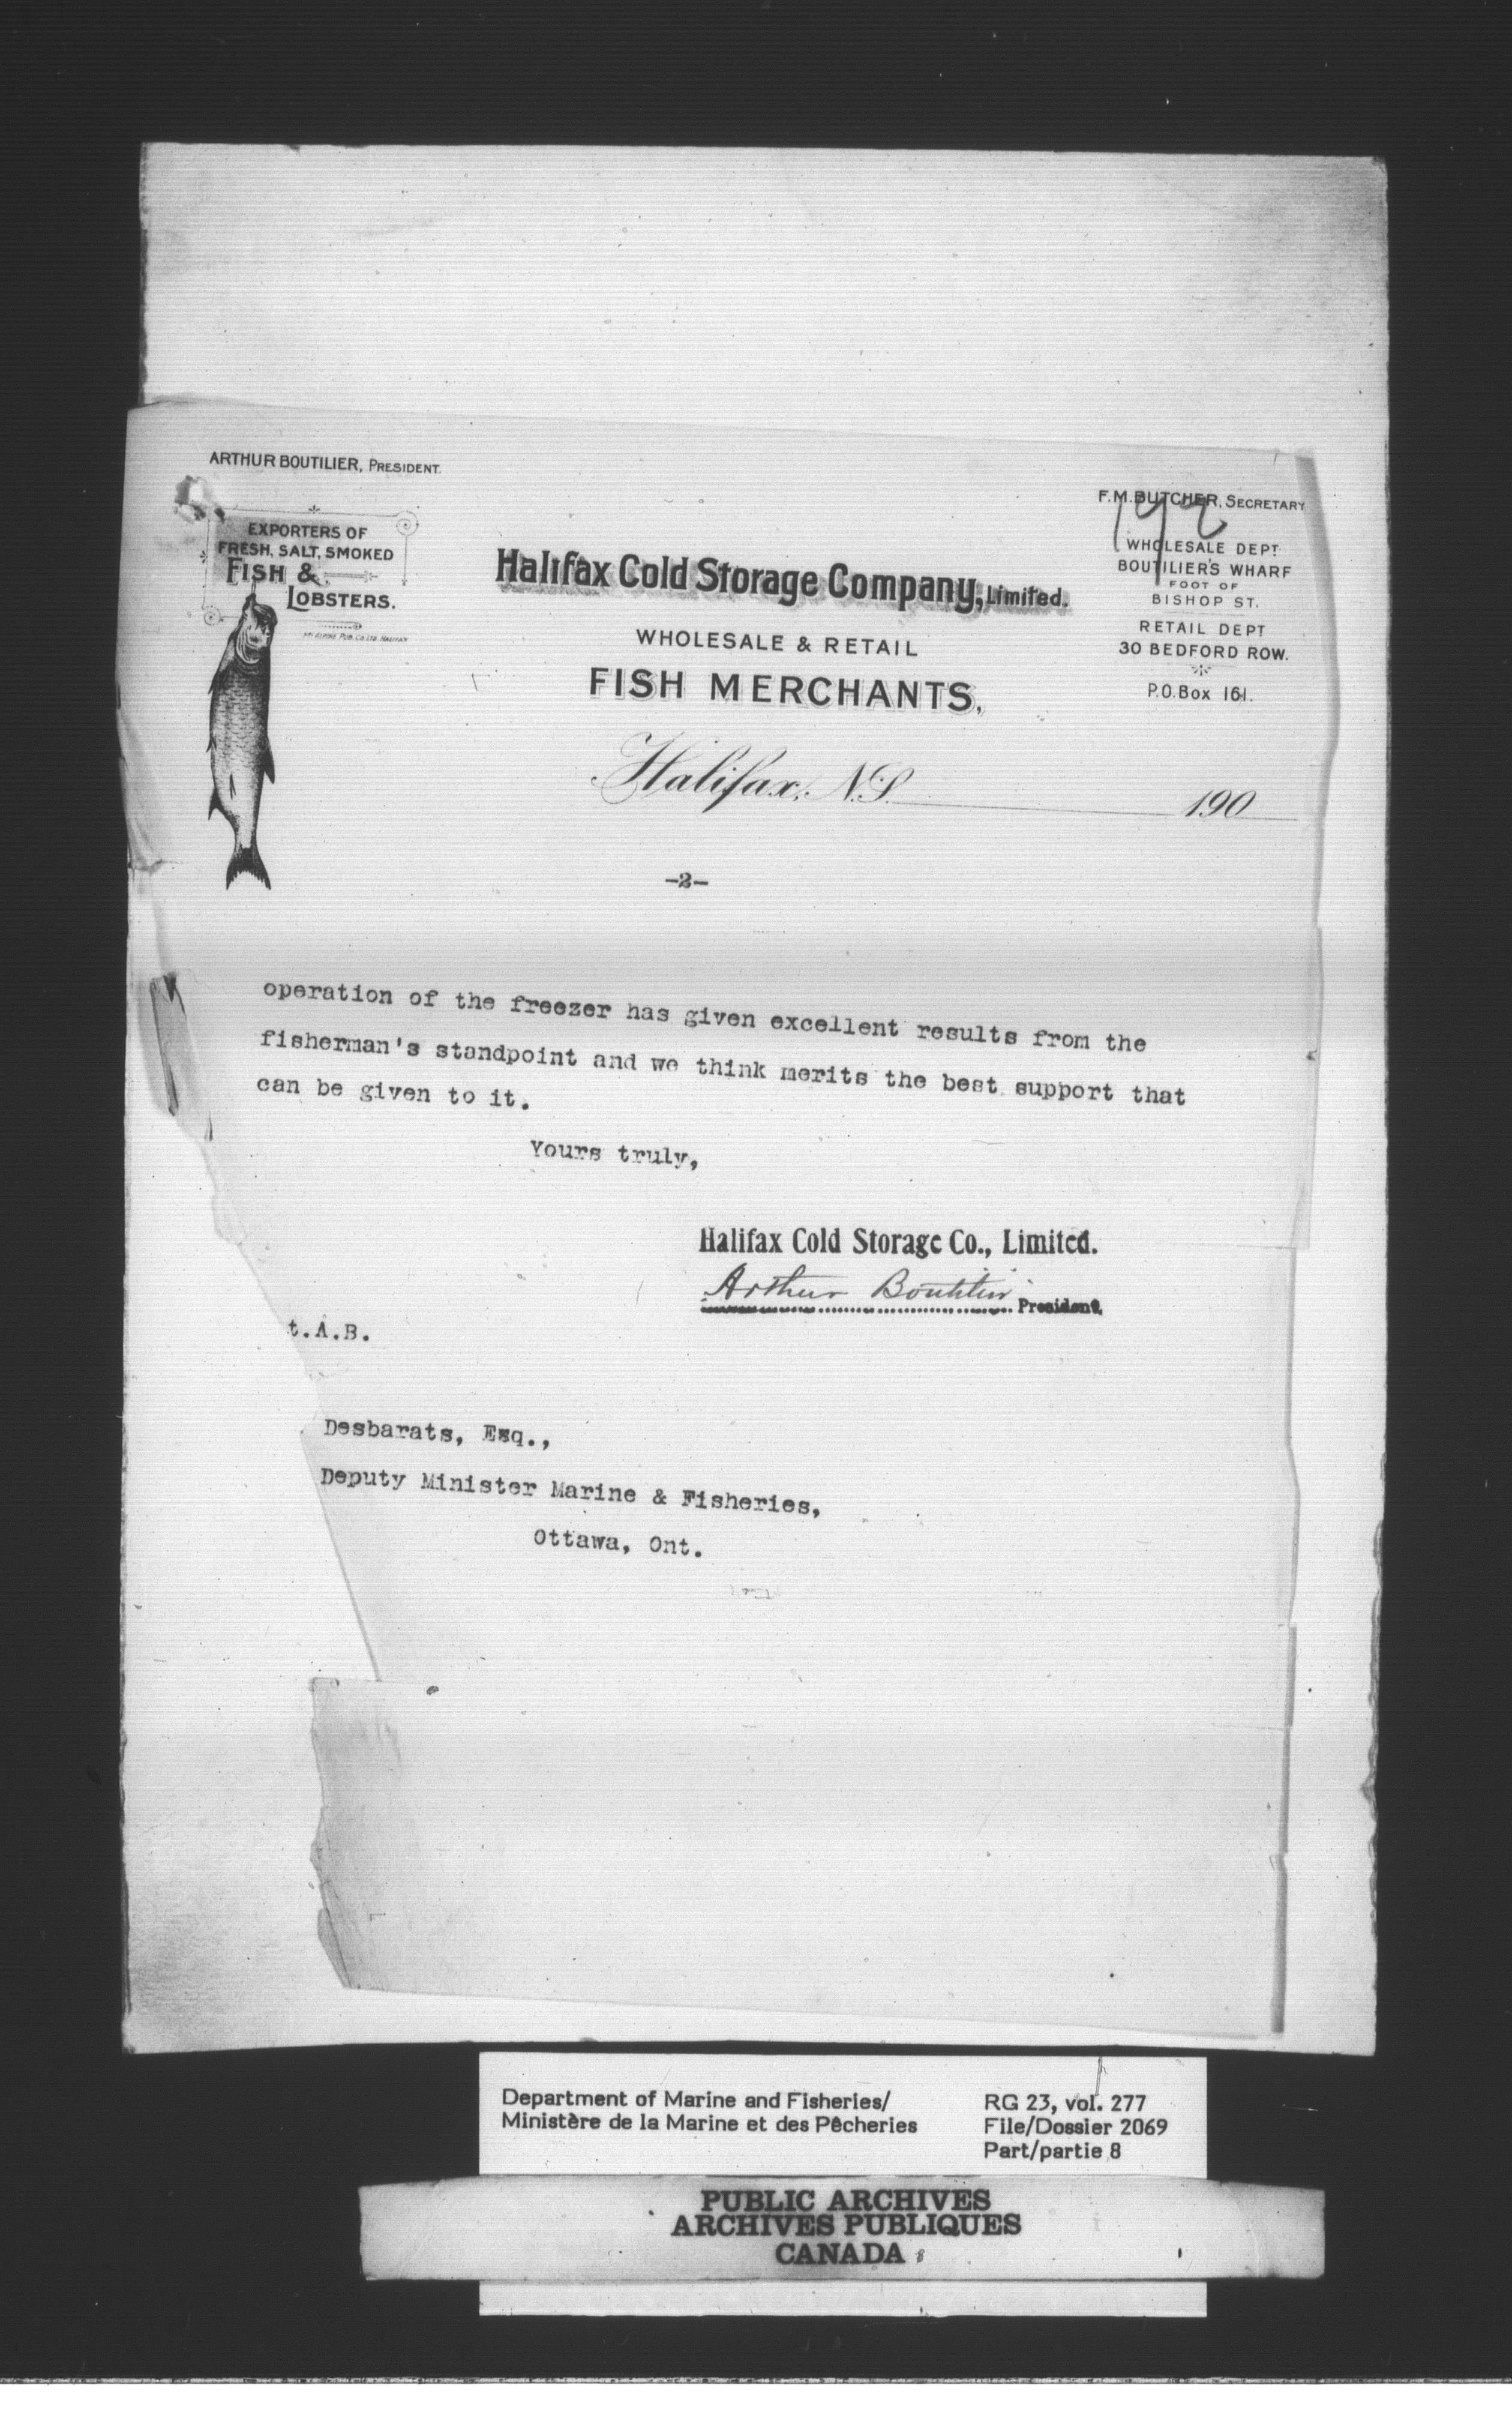 ARTHUR BOUTILIER, PRESIDENT.
EXPORTERS OF
FRESH, SALT, SMOKED
FISH &
LOBSTERS.
F.M. BUTCHER, SECRETARY
WHOLESALE DEPT
BOUTILIER'S WHARF
FOOT OF
BISHOP ST.
RETAIL DEPT
30 BEDFORD ROW.
P.O. Box 161.
Halifax Cold Storage Company, Limited.
WHOLESALE & RETAIL
FISH MERCHANTS,
Halifax, N.S. 190
-2-
operation of the freezer has given excellent results from the
fisherman's standpoint and we think merits the best support that
can be given to it.
Yours truly,
Halifax Cold Storage Co., Limited.
Arthur Boutilier President.
t.A.B.
Desbarats, Esq.,
Deputy Minister Marine & Fisheries,
Ottawa, Ont.
Department of Marine and Fisheries/
Ministère de la Marine et des Pêcheries
RG 23, vol. 277
File/Dossier 2069
Part/partie 8
PUBLIC ARCHIVES
ARCHIVES PUBLIQUES
CANADA